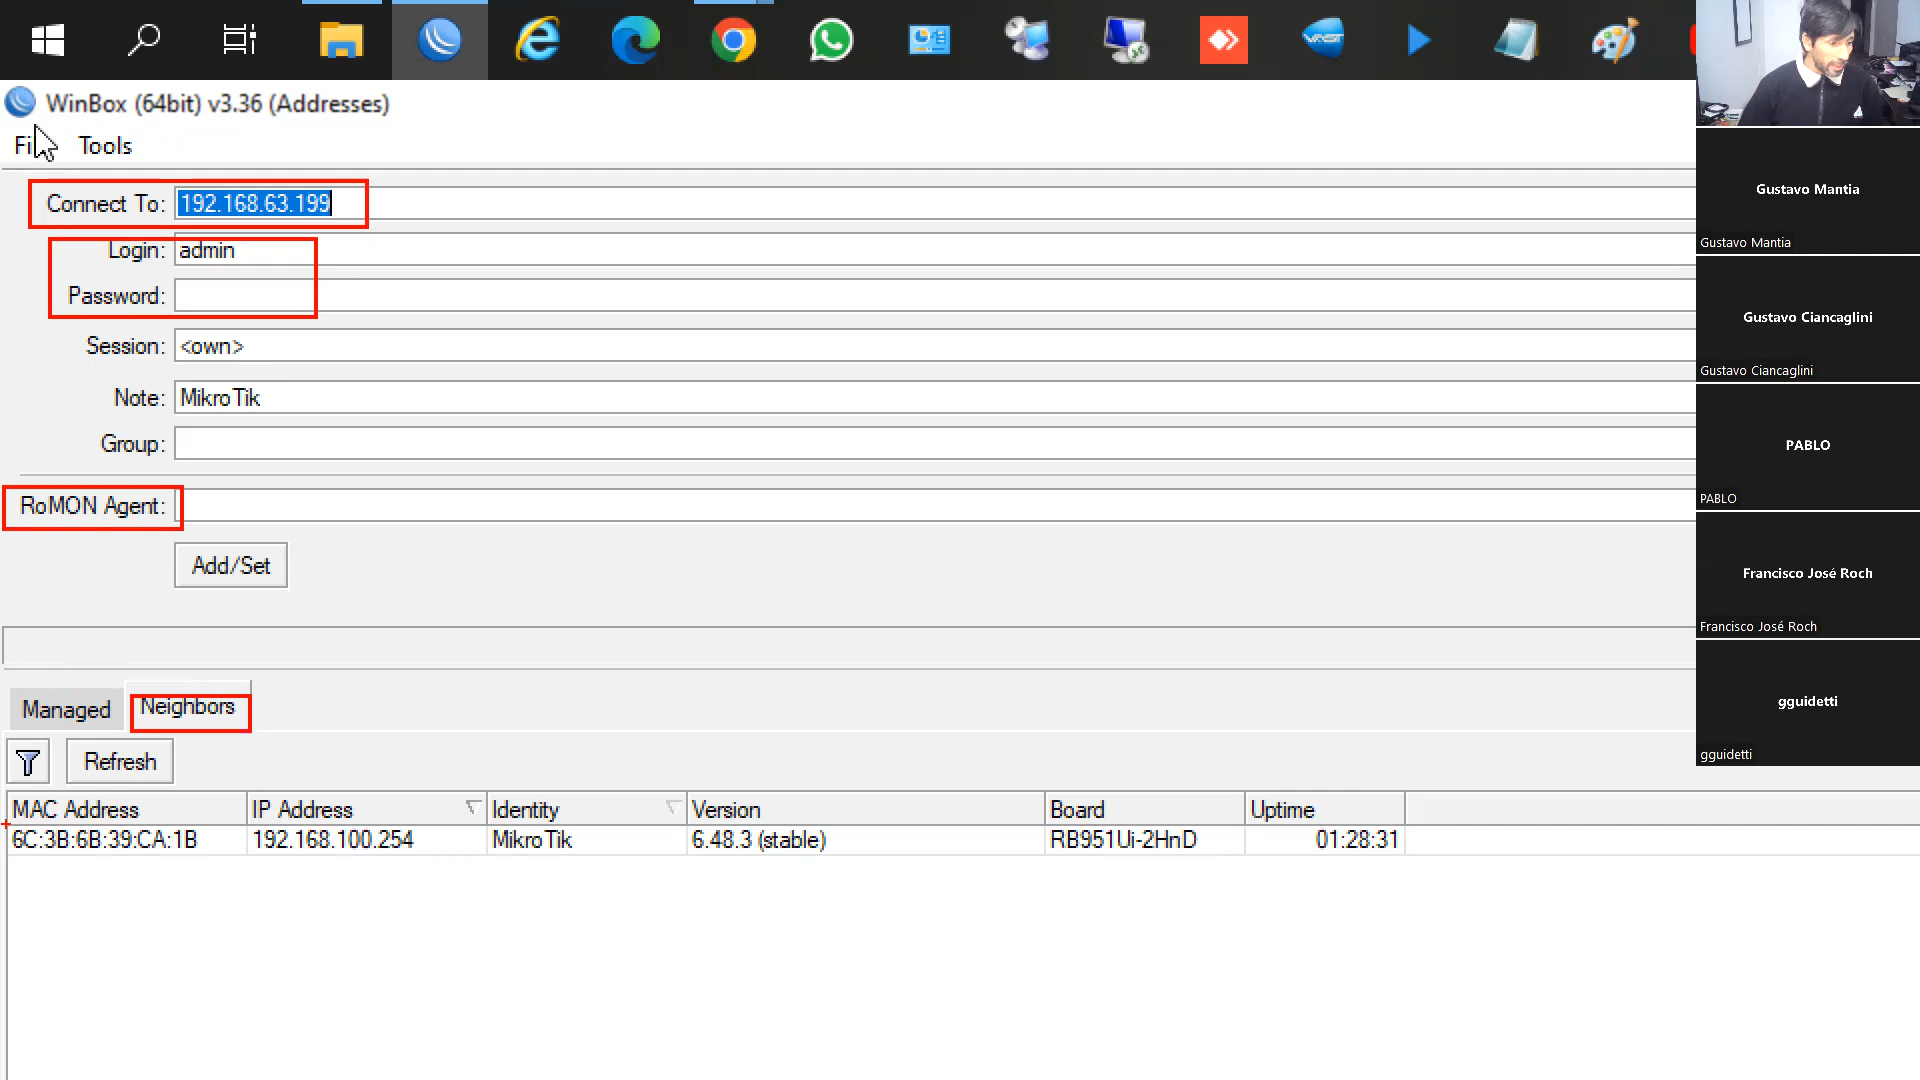 WinBox (64bit) v3.36 (Addresses)
Fi Tools
Connect To: 192.168.63.199
Login: admin
Password:
Session: <own>
Note: MikroTik
Group:
RoMON Agent:
Add/Set
Managed Neighbors
Refresh
MAC Address IP Address Identity Version Board Uptime
6C:3B:6B:39:CA:1B 192.168.100.254 MikroTik 6.48.3 (stable) RB951Ui-2HnD 01:28:31
Gustavo Mantia
Gustavo Mantia
Gustavo Ciancaglini
Gustavo Ciancaglini
PABLO
PABLO
Francisco José Roch
Francisco José Roch
gguidetti
gguidetti